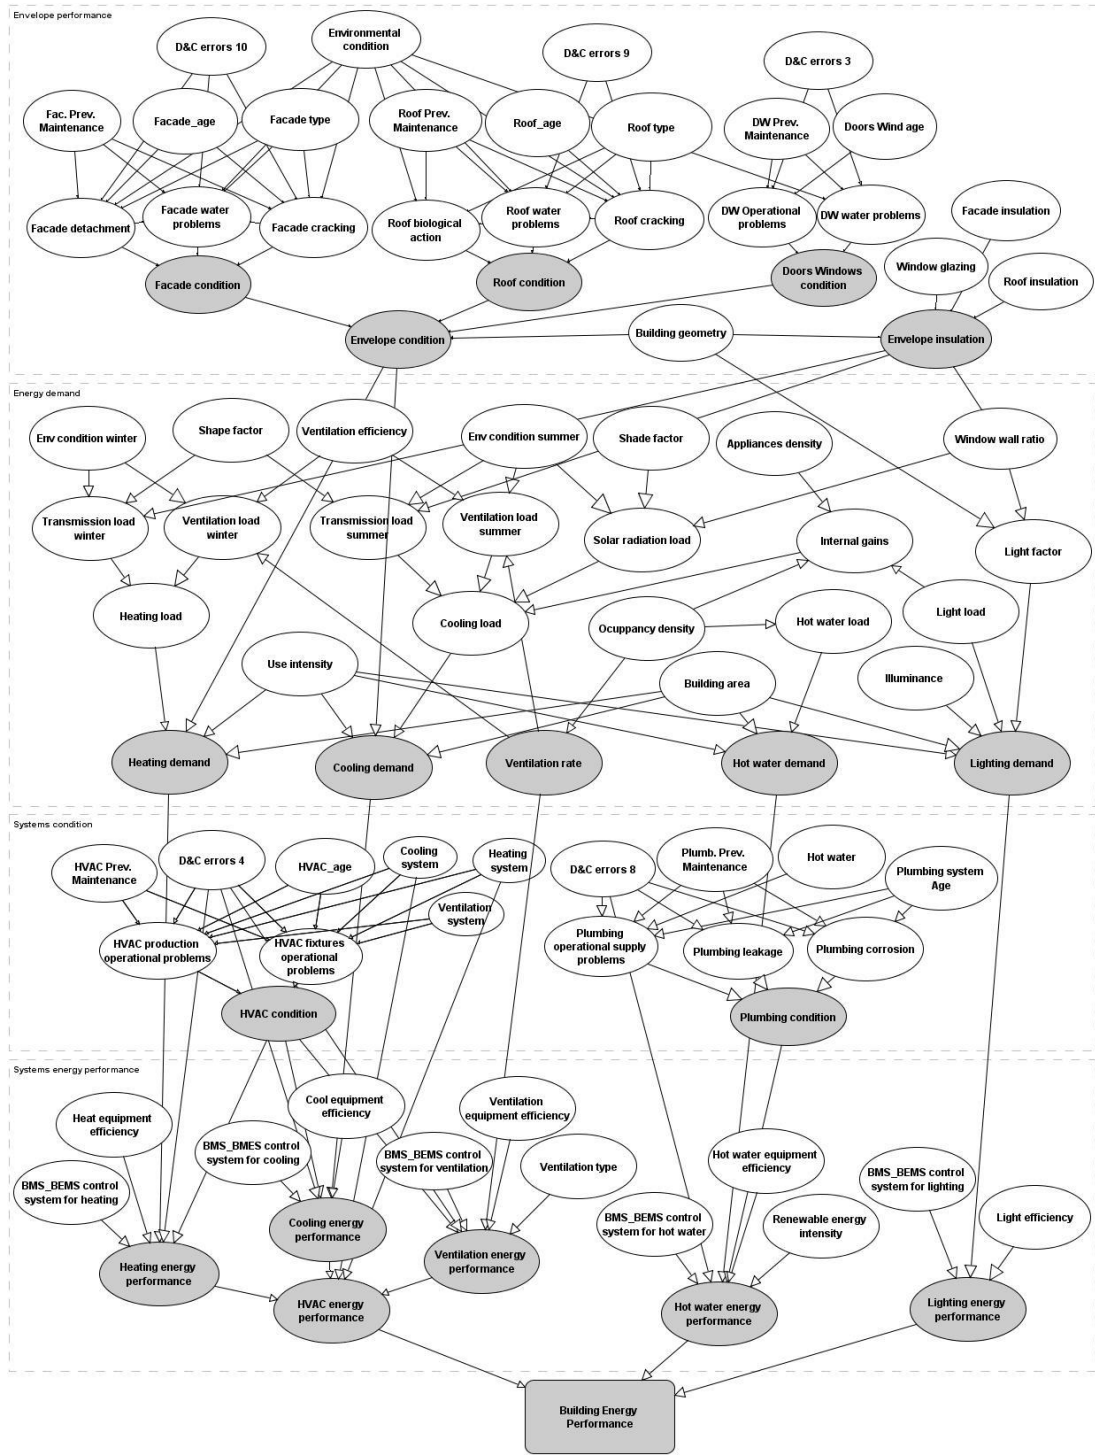 Envelope performance
D&C errors 10
Environmental
condition
D&C errors 9
D&C errors 3
Fac. Prev.
Maintenance
Facade_age
Facade type
Roof Prev.
Maintenance
Roof_age
Roof type
DW Prev.
Maintenance
Doors Wind age
Facade detachment
Facade water
problems
Facade cracking
Roof biological
action
Roof water
problems
Roof cracking
DW Operational
problems
DW water problems
Facade insulation
Window glazing
Roof insulation
Facade condition
Roof condition
Doors Windows
condition
Envelope condition
Building geometry
Envelope insulation
Energy demand
Env condition winter
Shape factor
Ventilation efficiency
Env condition summer
Shade factor
Appliances density
Window wall ratio
Transmission load
winter
Ventilation load
winter
Transmission load
summer
Ventilation load
summer
Solar radiation load
Internal gains
Light factor
Heating load
Cooling load
Ocuppancy density
Hot water load
Light load
Use intensity
Building area
Illuminance
Heating demand
Cooling demand
Ventilation rate
Hot water demand
Lighting demand
Systems condition
HVAC Prev.
Maintenance
D&C errors 4
HVAC_age
Cooling
system
Heating
system
Ventilation
system
D&C errors 8
Plumb. Prev.
Maintenance
Hot water
Plumbing system
Age
HVAC production
operational problems
HVAC fixtures
operational
problems
Plumbing
operational supply
problems
Plumbing leakage
Plumbing corrosion
HVAC condition
Plumbing condition
Systems energy performance
Heat equipment
efficiency
Cool equipment
efficiency
Ventilation
equipment efficiency
BMS_BEMS control
system for heating
BMS_BMES control
system for cooling
BMS_BEMS control
system for ventilation
Ventilation type
Hot water equipment
efficiency
BMS_BEMS control
system for hot water
Renewable energy
intensity
BMS_BEMS control
system for lighting
Light efficiency
Heating energy
performance
Cooling energy
performance
Ventilation energy
performance
HVAC energy
performance
Hot water energy
performance
Lighting energy
performance
Building Energy
Performance